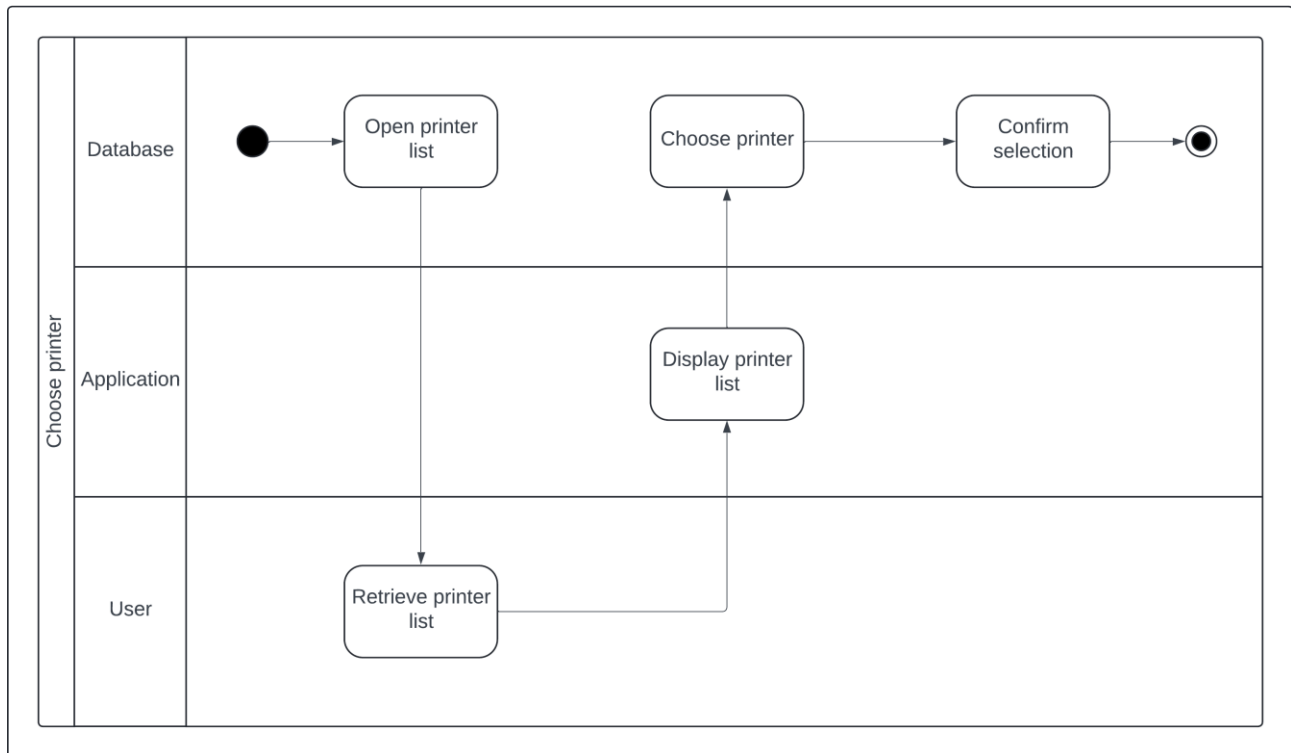 Choose printer
Database
Open printer
list
Choose printer
Confirm
selection
Application
Display printer
list
User
Retrieve printer
list